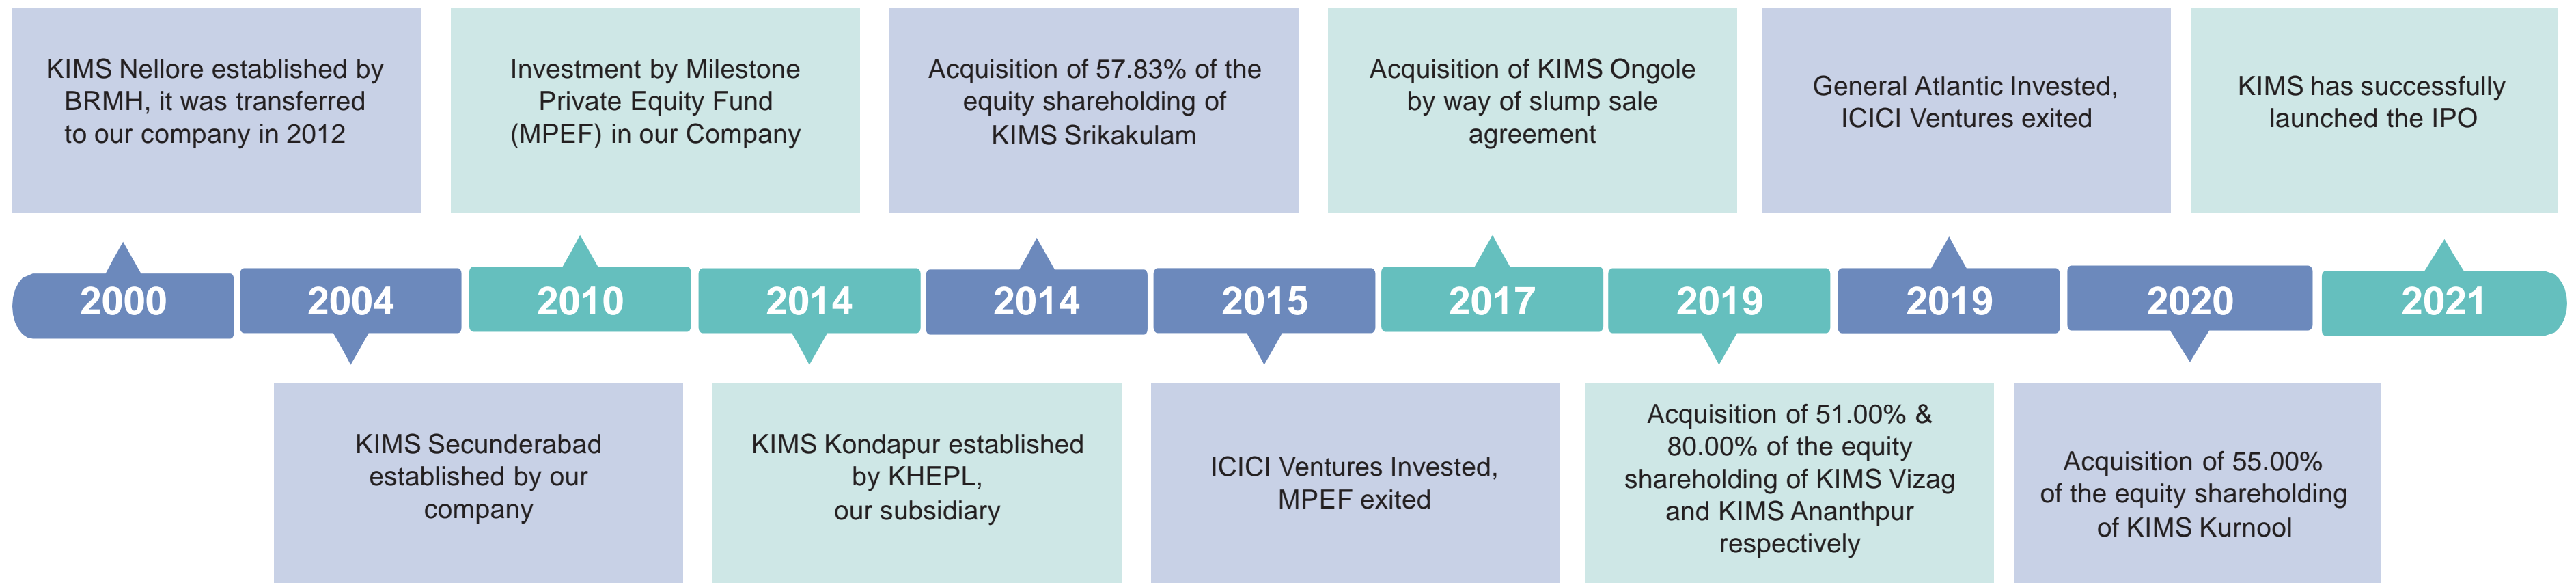 KIMS Nellore established by
BRMH, it was transferred
to our company in 2012
Investment by Milestone
Private Equity Fund
(MPEF) in our Company
Acquisition of 57.83% of the
equity shareholding of
KIMS Srikakulam
Acquisition of KIMS Ongole
by way of slump sale
agreement
General Atlantic Invested,
ICICI Ventures exited
KIMS has successfully
launched the IPO
2000
2004
2010
2014
2014
2015
2017
2019
2019
2020
2021
KIMS Secunderabad
established by our
company
KIMS Kondapur established
by KHEPL,
our subsidiary
ICICI Ventures Invested,
MPEF exited
Acquisition of 51.00% &
80.00% of the equity
shareholding of KIMS Vizag
and KIMS Ananthpur
respectively
Acquisition of 55.00%
of the equity shareholding
of KIMS Kurnool